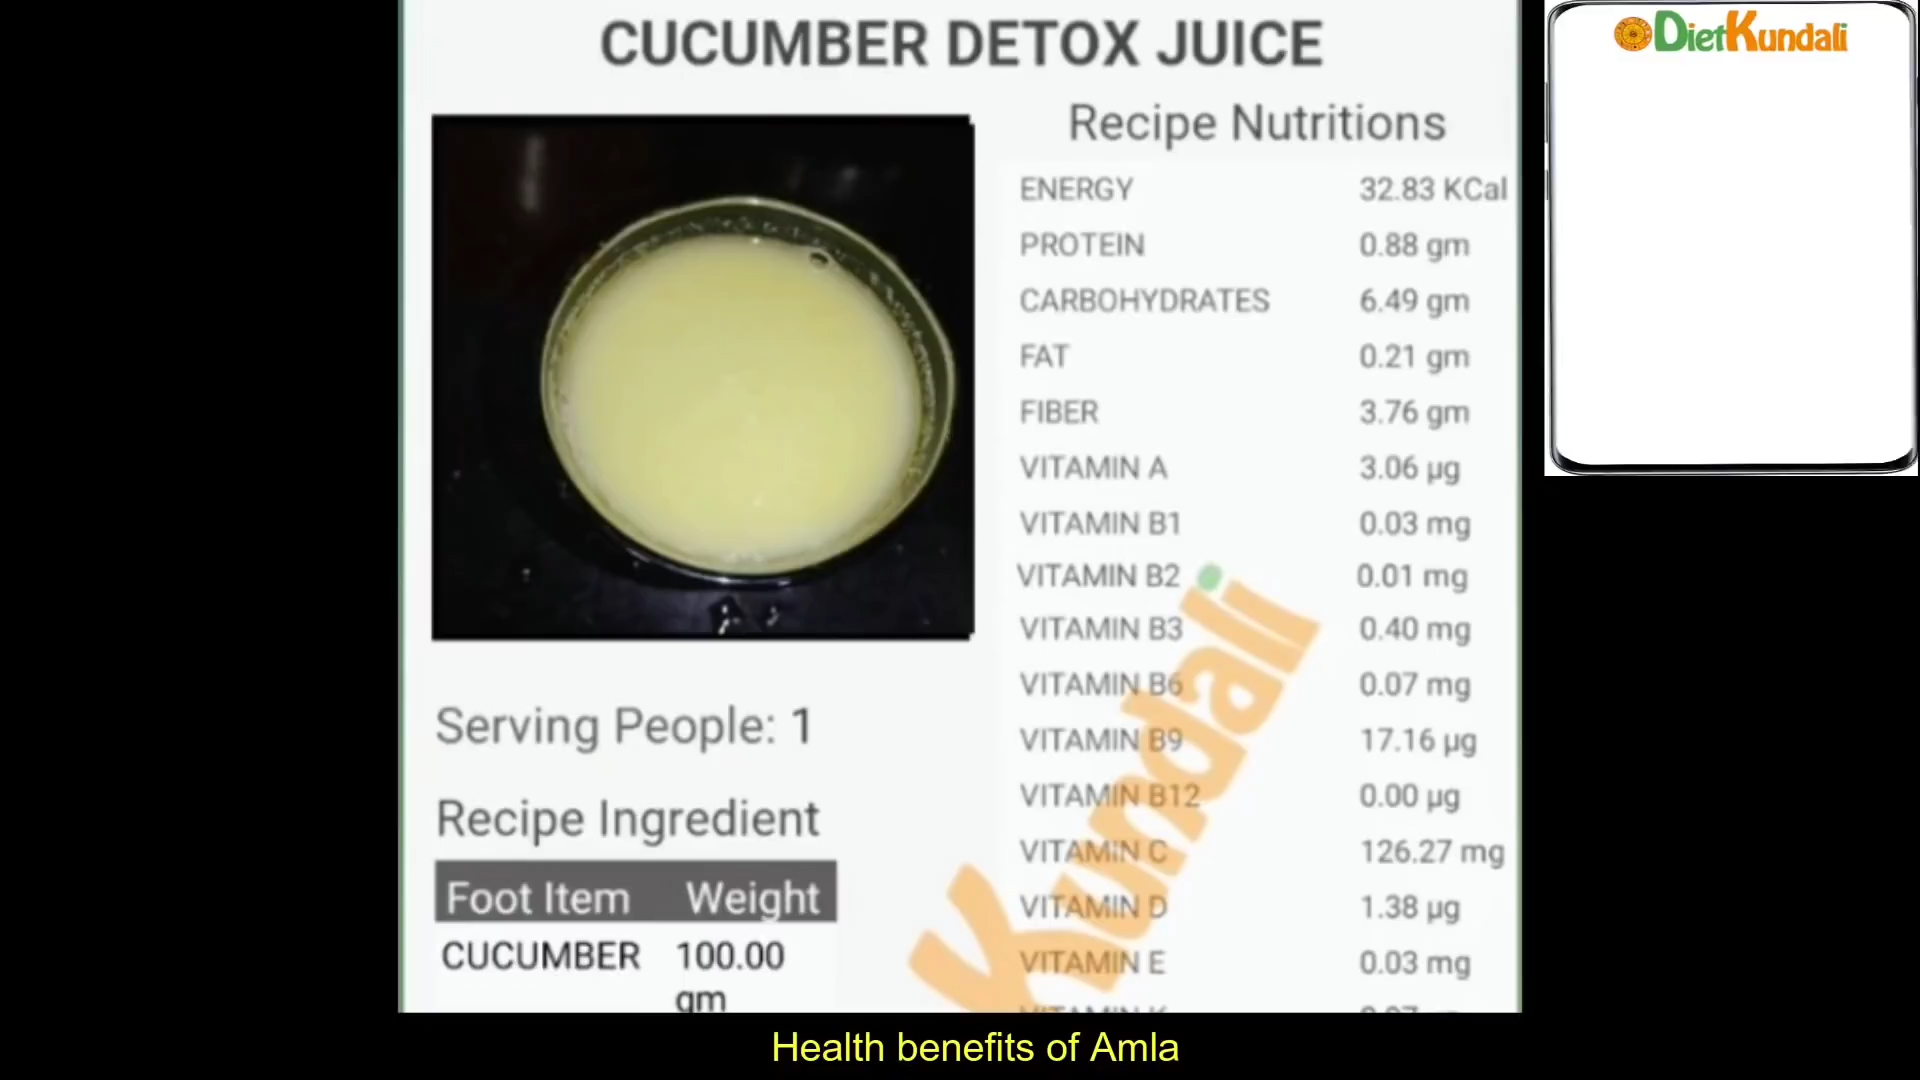 CUCUMBER DETOX JUICE
DietKundali
Recipe Nutritions
ENERGY 32.83 KCal
PROTEIN 0.88 gm
CARBOHYDRATES 6.49 gm
FAT 0.21 gm
FIBER 3.76 gm
VITAMIN A 3.06 µg
VITAMIN B1 0.03 mg
VITAMIN B2 0.01 mg
VITAMIN B3 0.40 mg
VITAMIN B6 0.07 mg
VITAMIN B9 17.16 µg
VITAMIN B12 0.00 µg
VITAMIN C 126.27 mg
VITAMIN D 1.38 µg
VITAMIN E 0.03 mg
Kundali
Serving People: 1
Recipe Ingredient
Foot Item Weight
CUCUMBER 100.00
gm
Health benefits of Amla